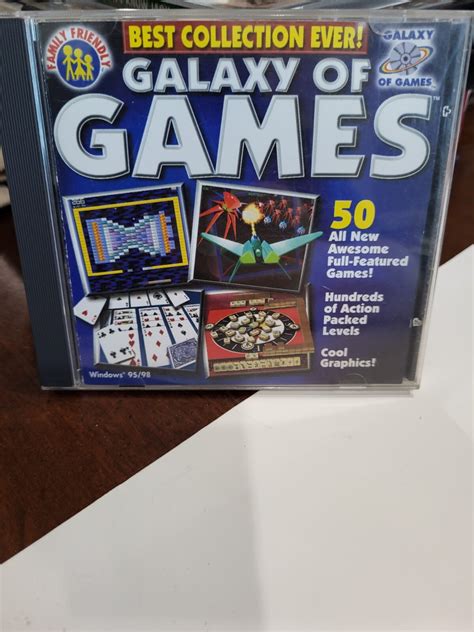 BEST COLLECTION EVER!
FAMILY FRIENDLY
GALAXY
OF GAMES
GALAXY OF
GAMES™
50
All New
Awesome
Full-Featured
Games!
Hundreds
of Action
Packed
Levels
Cool
Graphics!
Windows® 95/98